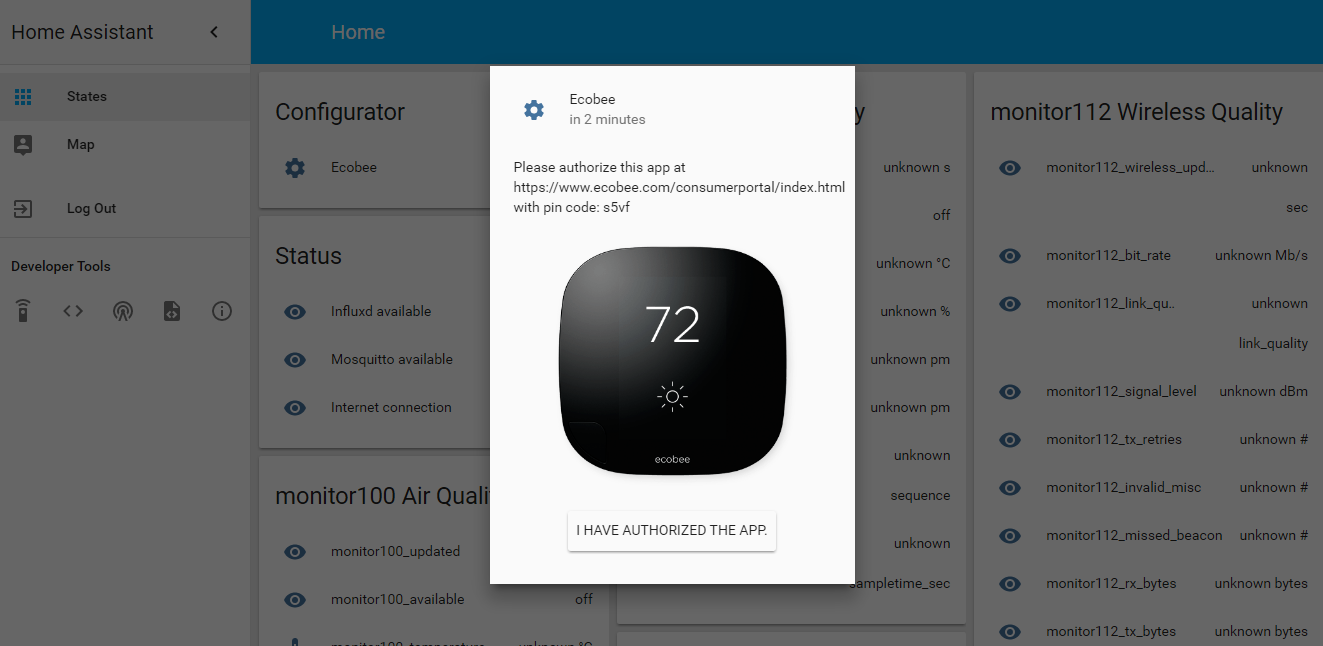 Home Assistant
States
Map
Log Out
Developer Tools
Home
Configurator
Ecobee
Status
Influxd available
Mosquitto available
Internet connection
monitor100 Air Quali
monitor100_updated
monitor100_available off
Ecobee
in 2 minutes
Please authorize this app at
https://www.ecobee.com/consumerportal/index.html
with pin code: s5vf
72
ecobee
I HAVE AUTHORIZED THE APP.
y
unknown s
off
unknown °C
unknown %
unknown pm
unknown pm
unknown
sequence
unknown
sampletime_sec
monitor112 Wireless Quality
monitor112_wireless_upd... unknown
sec
monitor112_bit_rate unknown Mb/s
monitor112_link_qu.. unknown
link_quality
monitor112_signal_level unknown dBm
monitor112_tx_retries unknown #
monitor112_invalid_misc unknown #
monitor112_missed_beacon unknown #
monitor112_rx_bytes unknown bytes
monitor112_tx_bytes unknown bytes